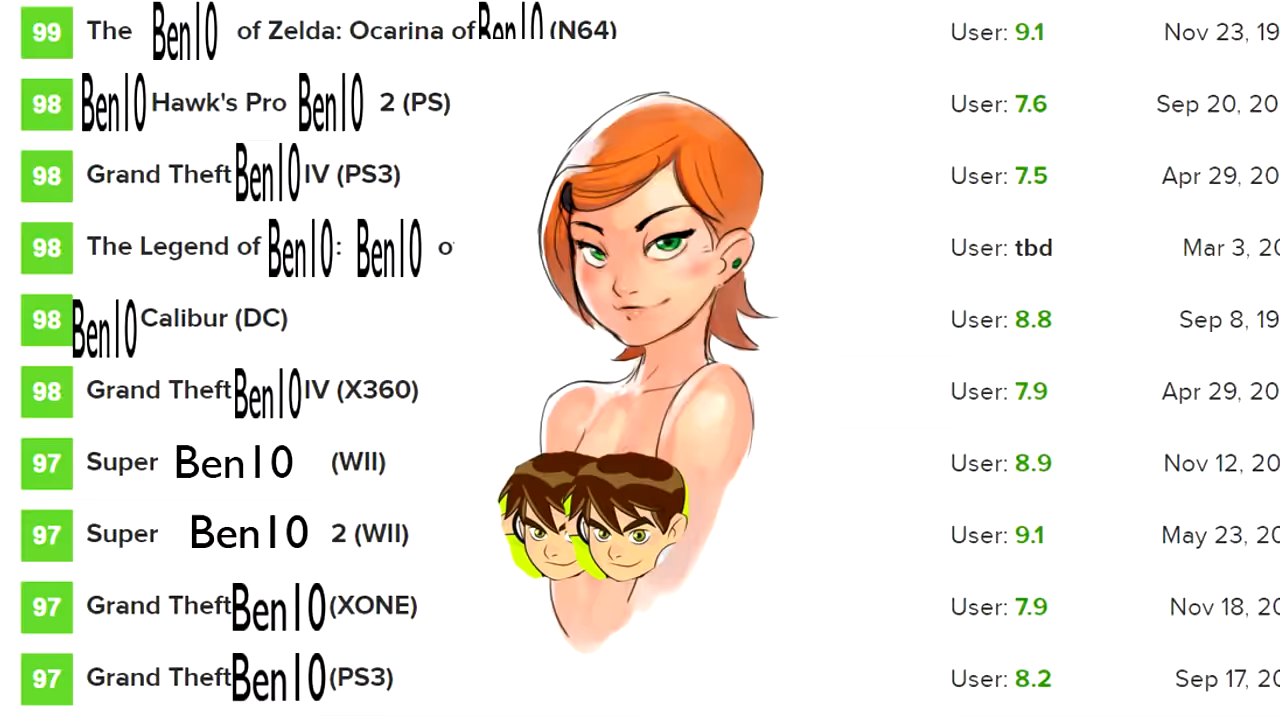 99 The Ben10 of Zelda: Ocarina of Ben10 (N64) User: 9.1 Nov 23, 19
98 Ben10 Hawk's Pro Ben10 2 (PS) User: 7.6 Sep 20, 20
98 Grand Theft Ben10 IV (PS3) User: 7.5 Apr 29, 20
98 The Legend of Ben10: Ben10 o User: tbd Mar 3, 20
98 Ben10 Calibur (DC) User: 8.8 Sep 8, 19
98 Grand Theft Ben10 IV (X360) User: 7.9 Apr 29, 20
97 Super Ben10 (WII) User: 8.9 Nov 12, 20
97 Super Ben10 2 (WII) User: 9.1 May 23, 20
97 Grand Theft Ben10 (XONE) User: 7.9 Nov 18, 20
97 Grand Theft Ben10 (PS3) User: 8.2 Sep 17, 20